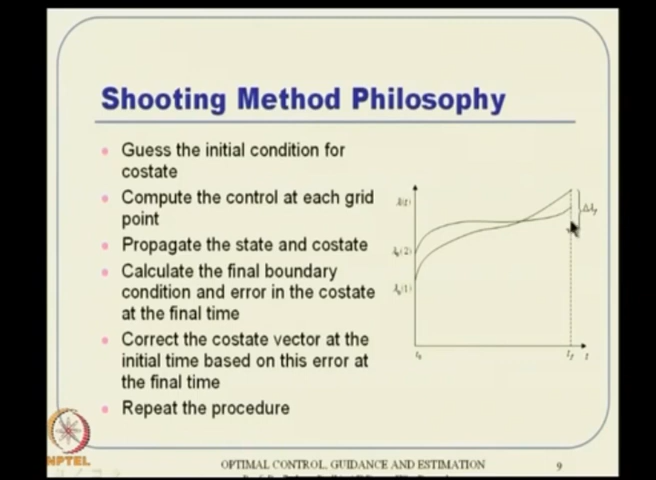 Shooting Method Philosophy
Guess the initial condition for
costate
Compute the control at each grid
point
Propagate the state and costate
Calculate the final boundary
condition and error in the costate
at the final time
Correct the costate vector at the
initial time based on this error at
the final time
Repeat the procedure
λ(t)
Δλf
λ0(2)
λ0(1)
t0
tf
t
NPTEL
OPTIMAL CONTROL, GUIDANCE AND ESTIMATION
9